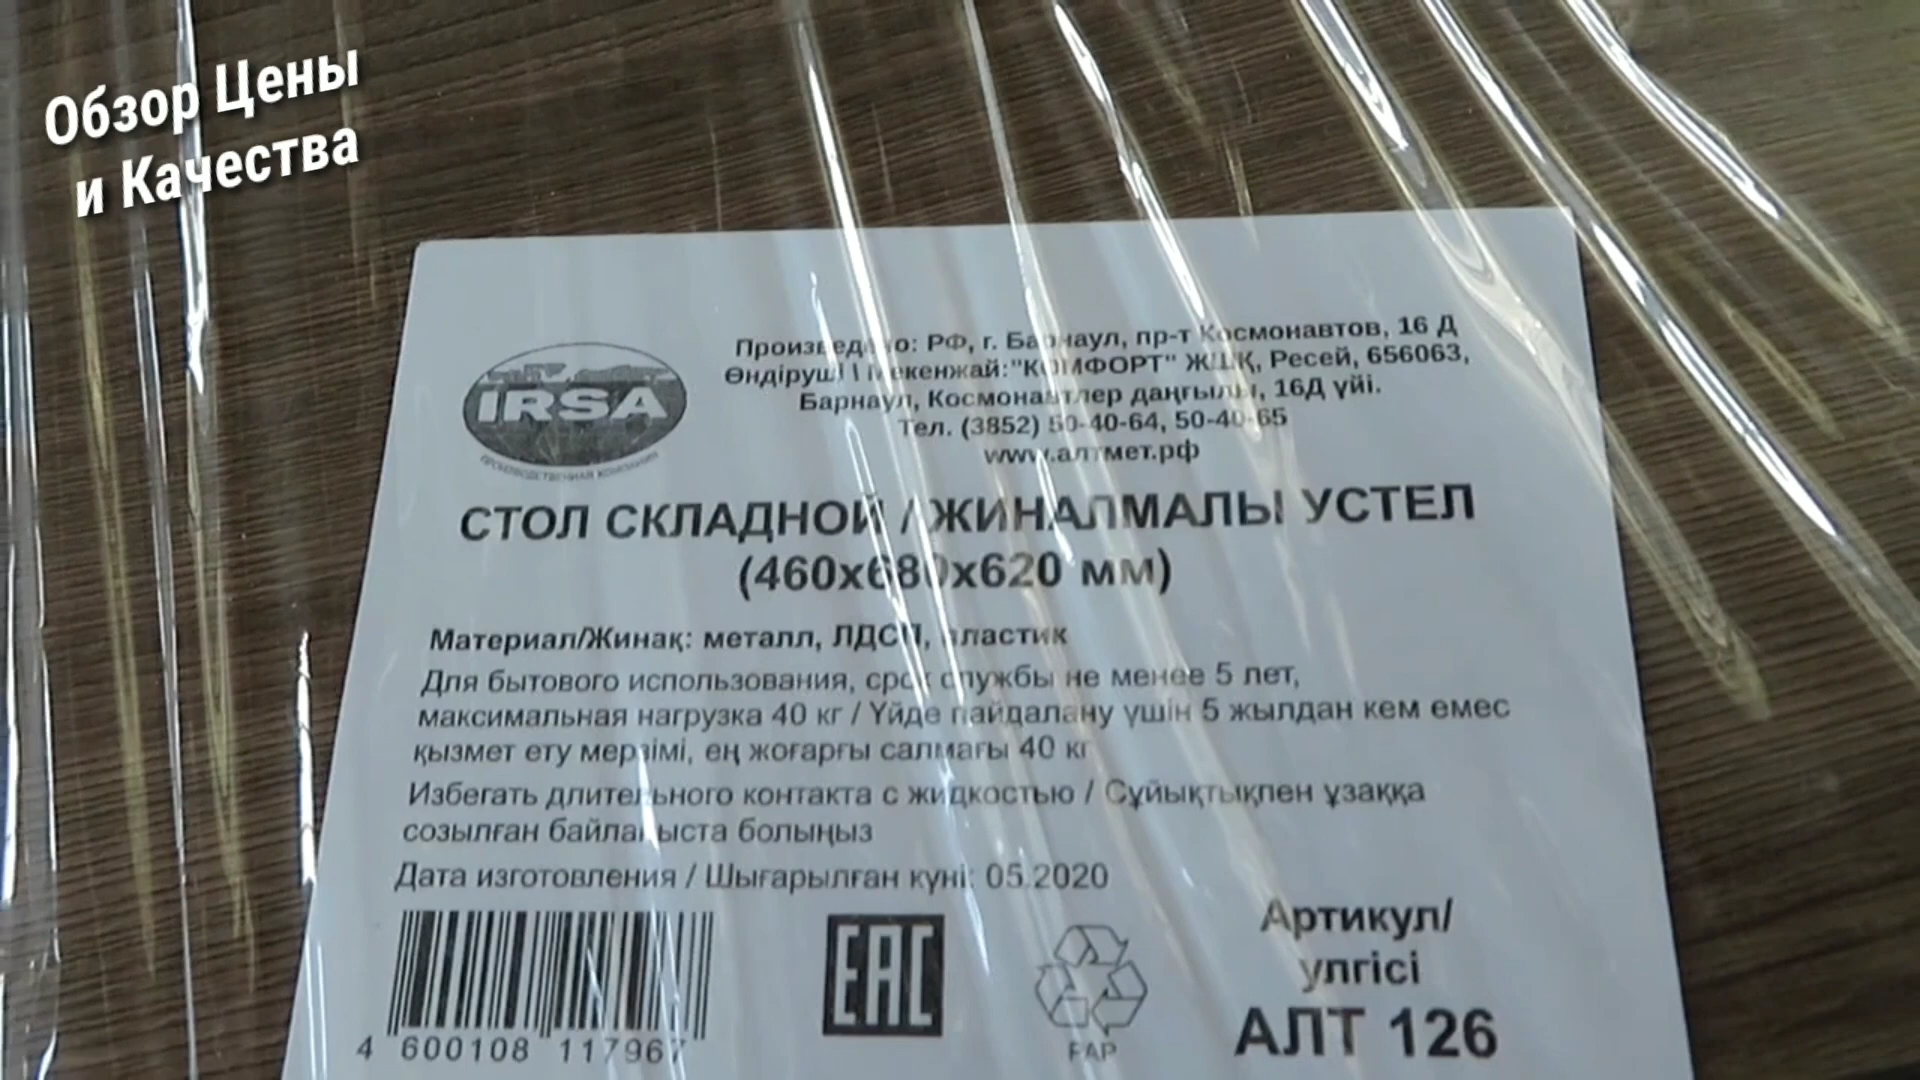 Обзор Цены
и Качества
IRSA
ПРОИЗВОДСТВЕННАЯ КОМПАНИЯ
Произведено: РФ, г. Барнаул, пр-т Космонавтов, 16 Д
Өндіруші \ мекенжай:"КОМФОРТ" ЖШҚ, Ресей, 656063,
Барнаул, Космонавтлер даңғылы, 16Д үйі.
Тел. (3852) 50-40-64, 50-40-65
www.алтмет.рф
СТОЛ СКЛАДНОЙ / ЖИНАЛМАЛЫ УСТЕЛ
(460х680х620 мм)
Материал/Жинақ: металл, ЛДСП, пластик
Для бытового использования, срок службы не менее 5 лет,
максимальная нагрузка 40 кг / Үйде пайдалану үшін 5 жылдан кем емес
қызмет ету мерзімі, ең жоғарғы салмағы 40 кг
Избегать длительного контакта с жидкостью / Сұйықтықпен ұзаққа
созылған байланыста болыңыз
Дата изготовления / Шығарылған күні: 05.2020
Артикул/
үлгісі
АЛТ 126
EAC
PAP
4 600108 117967